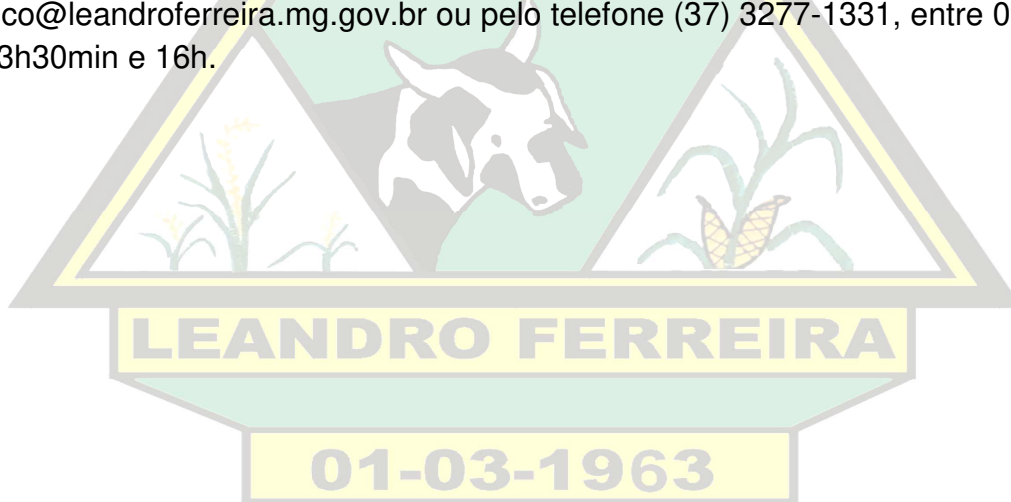 co@leandroferreira.mg.gov.br ou pelo telefone (37) 3277-1331, entre 0
3h30min e 16h.
LEANDRO FERREIRA
01-03-1963